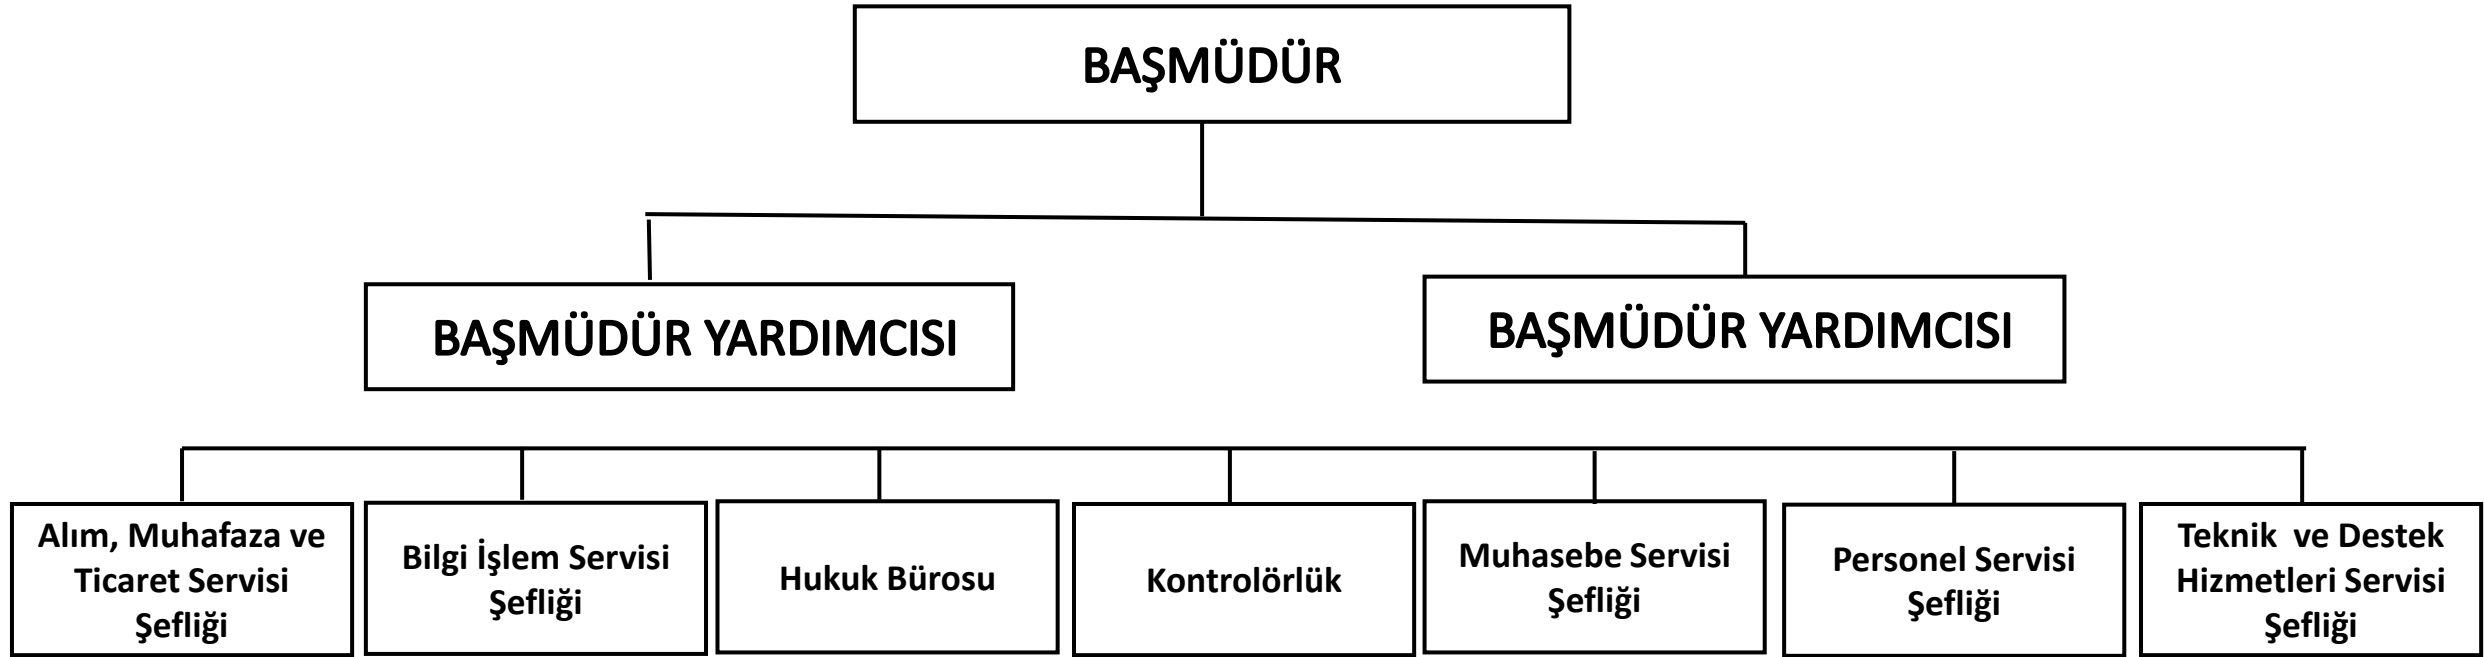 BAŞMÜDÜR
BAŞMÜDÜR YARDIMCISI
BAŞMÜDÜR YARDIMCISI
Alım, Muhafaza ve
Ticaret Servisi
Şefliği
Bilgi İşlem Servisi
Şefliği
Hukuk Bürosu
Kontrolörlük
Muhasebe Servisi
Şefliği
Personel Servisi
Şefliği
Teknik ve Destek
Hizmetleri Servisi
Şefliği